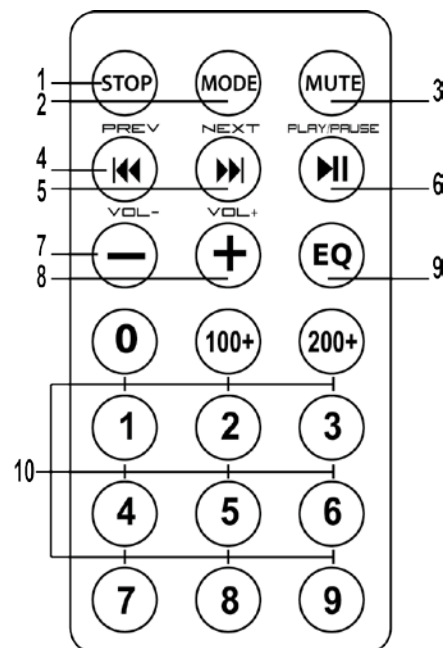 1 STOP MODE MUTE 3
2
PREV NEXT PLAY/PAUSE
4
5 6
VOL- VOL+
7 EQ 9
8
0 100+ 200+
1 2 3
10
4 5 6
7 8 9